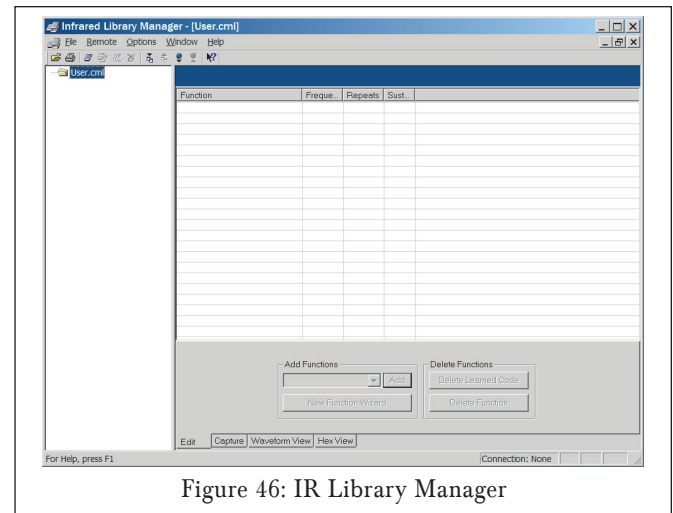 Infrared Library Manager - [User.cml]
File Remote Options Window Help
User.cml
Function Freque... Repeats Sust...
Add Functions
Add
New Function Wizard
Delete Functions
Delete Learned Code
Delete Function
Edit Capture Waveform View Hex View
For Help, press F1 Connection: None
Figure 46: IR Library Manager